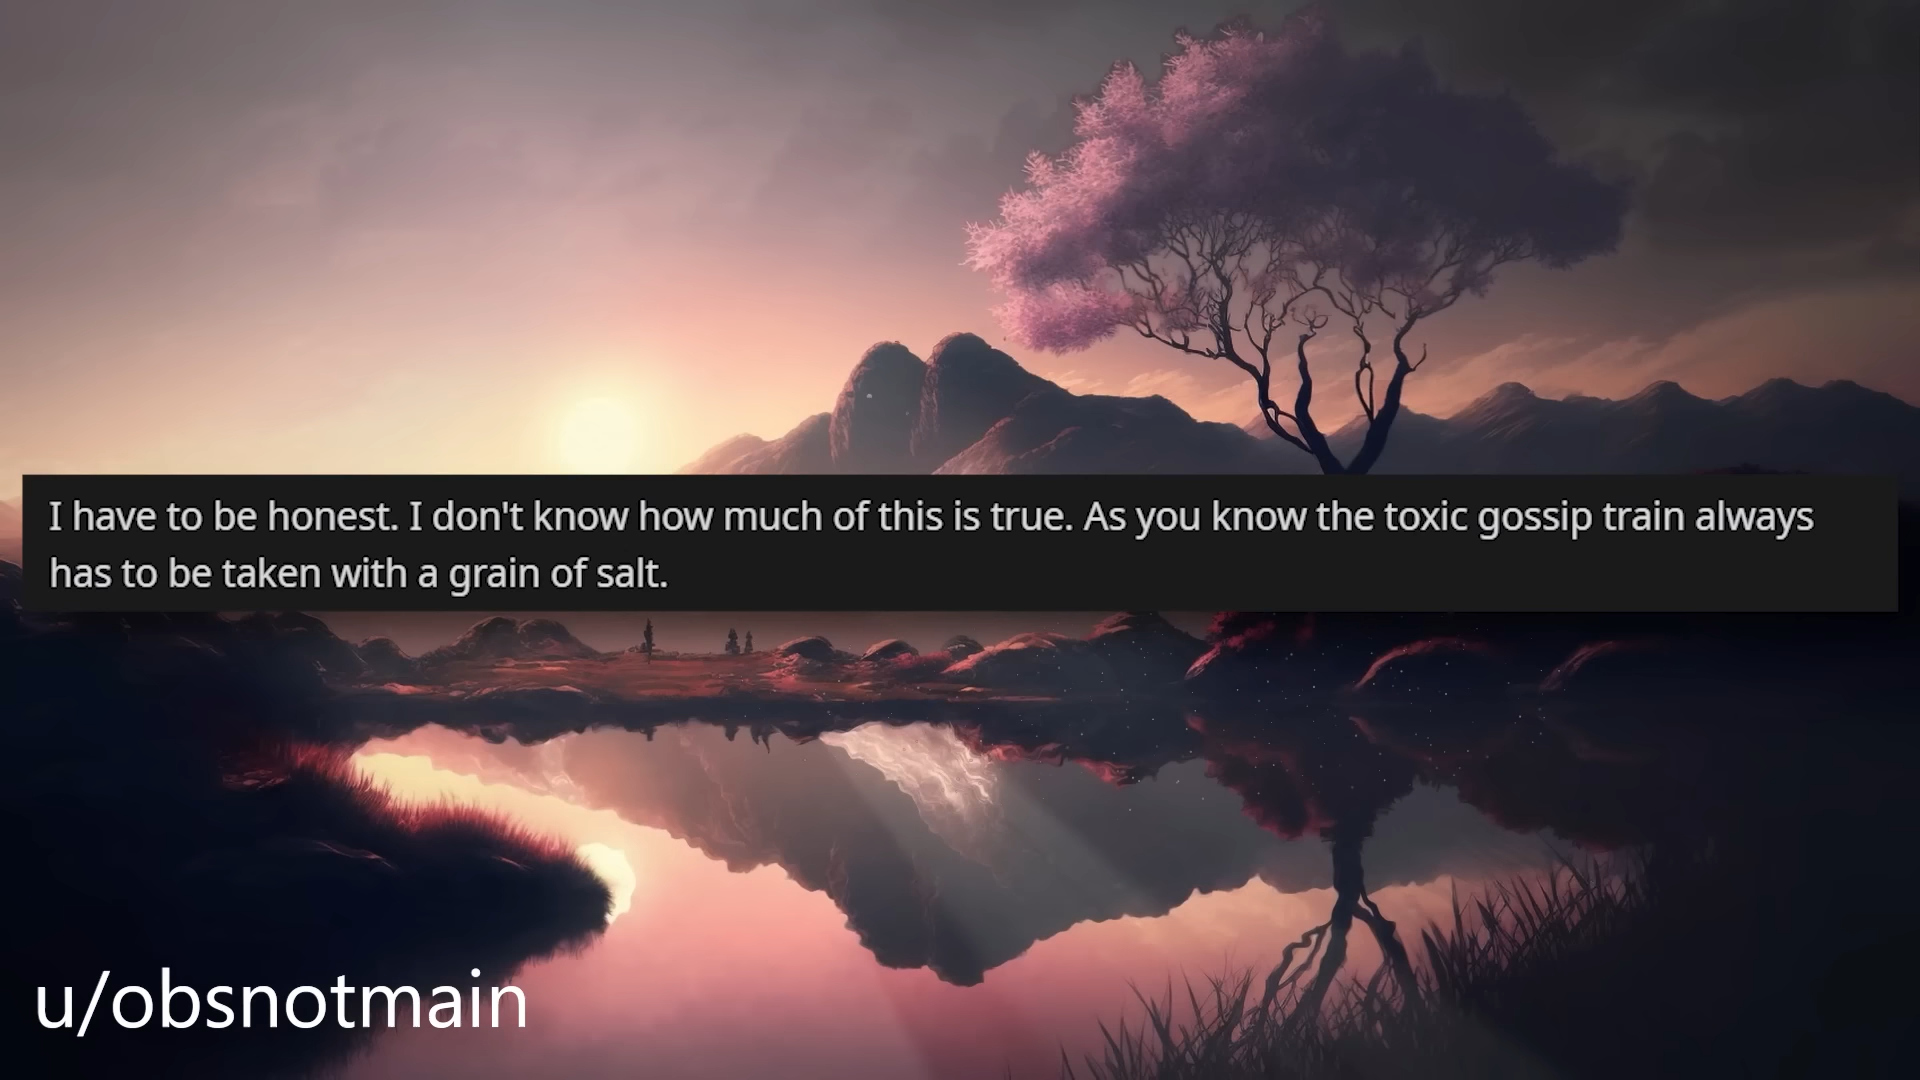 I have to be honest. I don't know how much of this is true. As you know the toxic gossip train always
has to be taken with a grain of salt.
u/obsnotmain